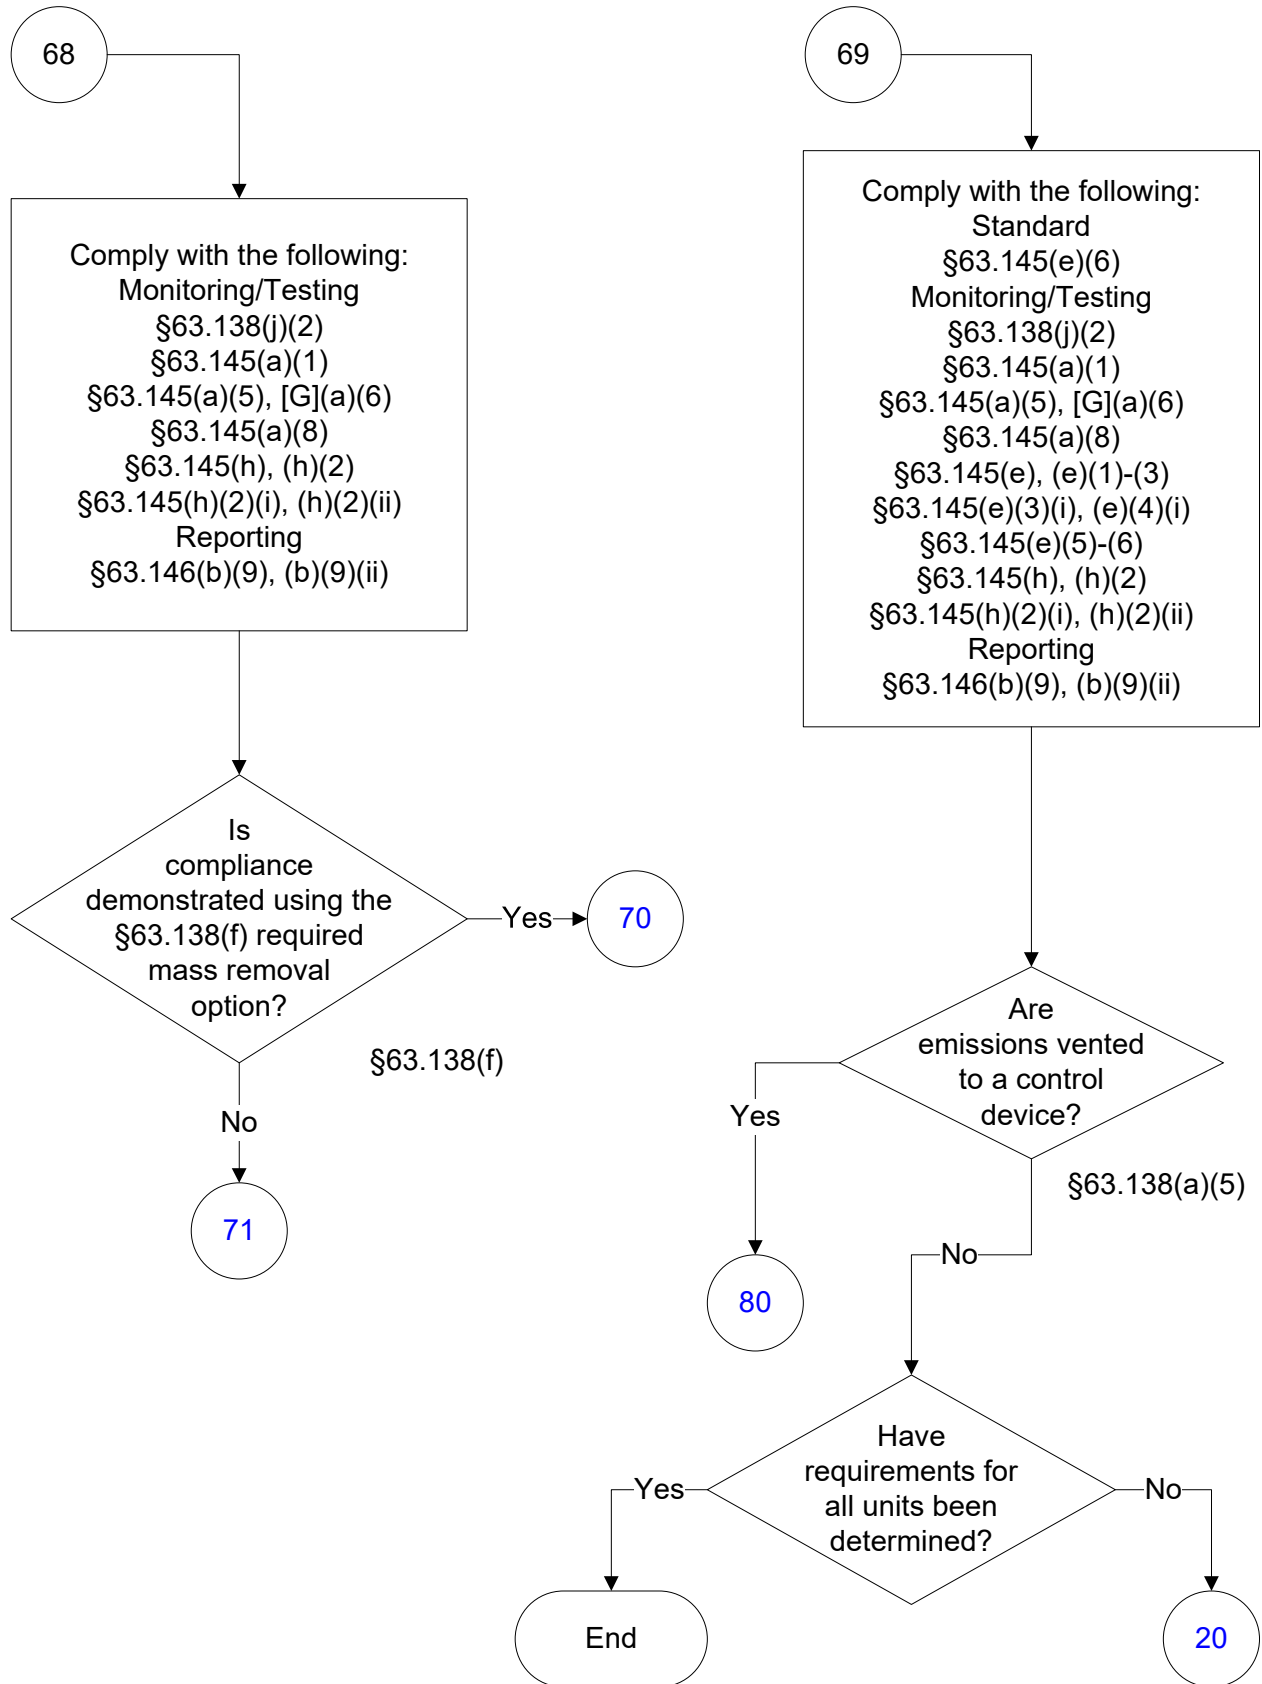 68
Comply with the following:
Monitoring/Testing
§63.138(j)(2)
§63.145(a)(1)
§63.145(a)(5), [G](a)(6)
§63.145(a)(8)
§63.145(h), (h)(2)
§63.145(h)(2)(i), (h)(2)(ii)
Reporting
§63.146(b)(9), (b)(9)(ii)
Is
compliance
demonstrated using the
§63.138(f) required
mass removal
option?
Yes
70
§63.138(f)
No
71
69
Comply with the following:
Standard
§63.145(e)(6)
Monitoring/Testing
§63.138(j)(2)
§63.145(a)(1)
§63.145(a)(5), [G](a)(6)
§63.145(a)(8)
§63.145(e), (e)(1)-(3)
§63.145(e)(3)(i), (e)(4)(i)
§63.145(e)(5)-(6)
§63.145(h), (h)(2)
§63.145(h)(2)(i), (h)(2)(ii)
Reporting
§63.146(b)(9), (b)(9)(ii)
Are
emissions vented
to a control
device?
Yes
§63.138(a)(5)
80
No
Have
requirements for
all units been
determined?
Yes
No
End
20